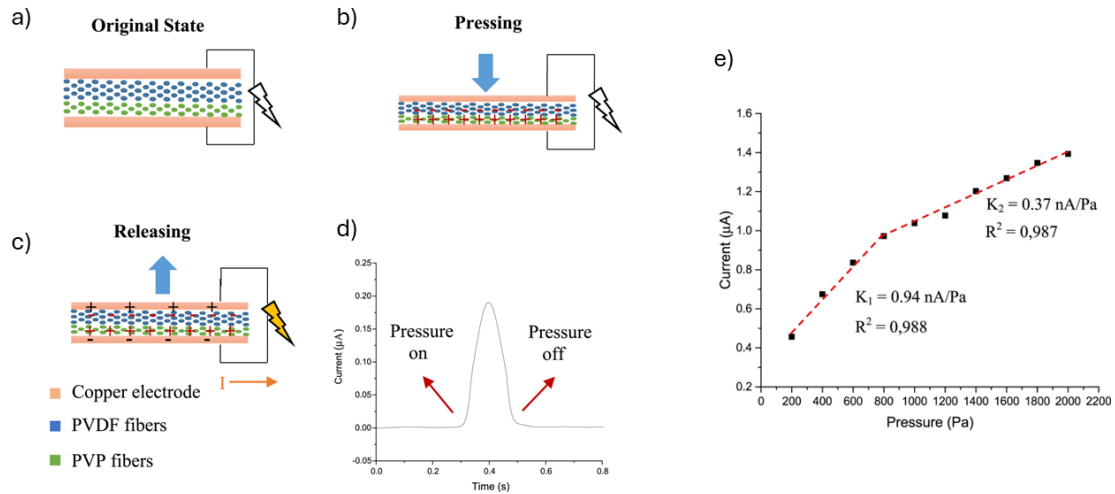 a)
Original State
b)
Pressing
c)
Releasing
I
Copper electrode
PVDF fibers
PVP fibers
d)
Current (µA)
0.25
0.20
0.15
0.10
0.05
0.00
-0.05
Pressure on
Pressure off
0.0 0.2 0.4 0.6 0.8
Time (s)
e)
Current (µA)
1.6
1.4
1.2
1.0
0.8
0.6
0.4
0.2
K₂ = 0.37 nA/Pa
R² = 0,987
K₁ = 0.94 nA/Pa
R² = 0,988
0 200 400 600 800 1000 1200 1400 1600 1800 2000 2200
Pressure (Pa)